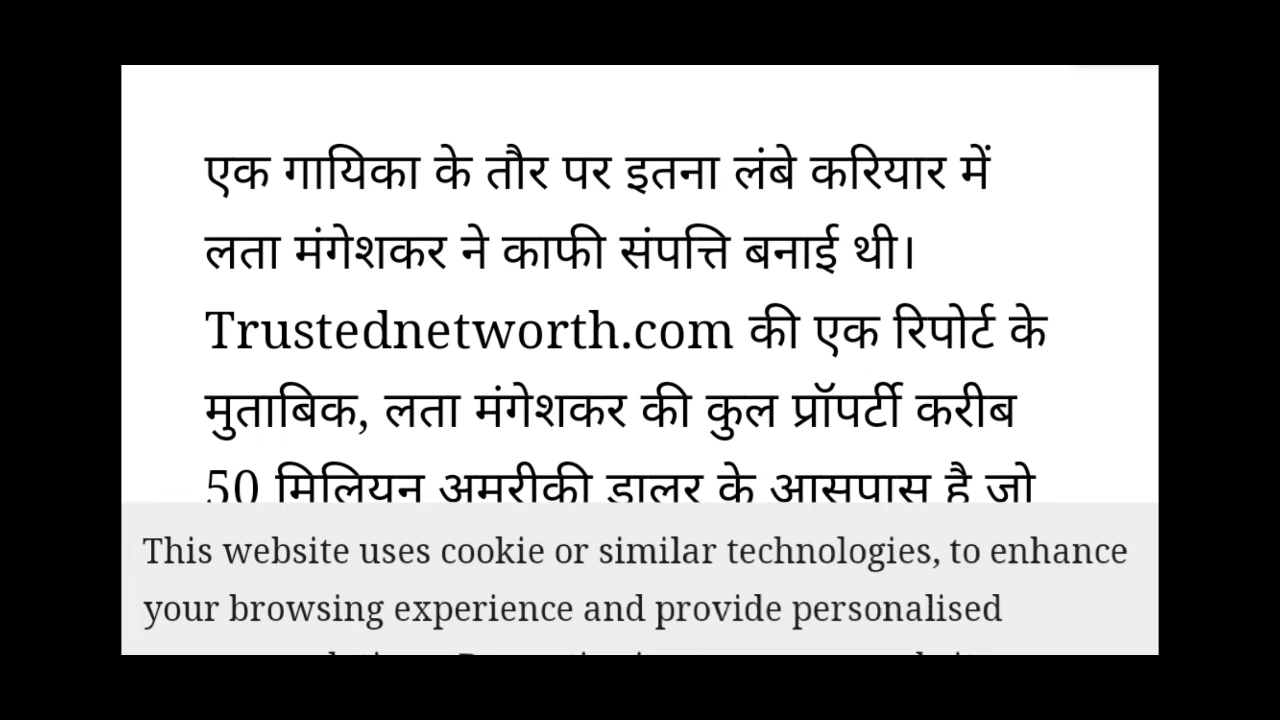 एक गायिका के तौर पर इतना लंबे करियार में
लता मंगेशकर ने काफी संपत्ति बनाई थी।
Trustednetworth.com की एक रिपोर्ट के
मुताबिक, लता मंगेशकर की कुल प्रॉपर्टी करीब
50 मिलियन अमरीकी डालर के आसपास है जो
This website uses cookie or similar technologies, to enhance
your browsing experience and provide personalised